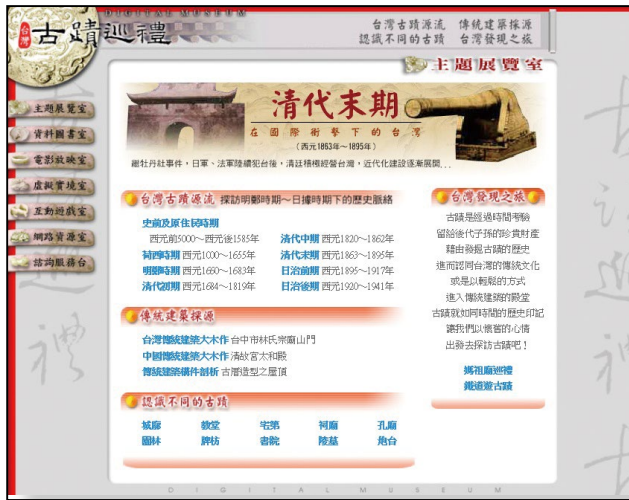 DIGITAL MUSEUM
台灣
古蹟巡禮
台灣古蹟源流 傳統建築探源
認識不同的古蹟 台灣發現之旅
主題展覽室
主題展覽室
資料圖書室
電影放映室
虛擬實境室
互動遊戲室
網路資源室
諮詢服務台
清代末期
在國際衝擊下的台灣
(西元1863年～1895年)
繼牡丹社事件，日軍、法軍陸續犯台後，清廷積極經營台灣，近代化建設逐漸展開...
台灣古蹟源流 探訪明鄭時期～日據時期下的歷史脈絡
史前及原住民時期
西元前5000～西元後1585年 清代中期 西元1820～1862年
荷西時期 西元1000～1655年 清代末期 西元1863～1895年
明鄭時期 西元1660～1683年 日治前期 西元1895～1917年
清代初期 西元1684～1819年 日治後期 西元1920～1941年
傳統建築探源
台灣傳統建築大木作 台中市林氏宗廟山門
中國傳統建築大木作 清故宮太和殿
傳統建築構件剖析 古厝造型之屋頂
認識不同的古蹟
城廓 教堂 宅第 祠廟 孔廟
園林 牌坊 書院 陵墓 炮台
台灣發現之旅
古蹟是經過時間考驗
留給後代子孫的珍貴財產
藉由發掘古蹟的歷史
進而認同台灣的傳統文化
或是以輕鬆的方式
進入傳統建築的殿堂
古蹟就如同時間的歷史印記
讓我們以懷舊的心情
出發去探訪古蹟吧！
媽祖廟巡禮
鐵道遊古蹟
DIGITAL MUSEUM